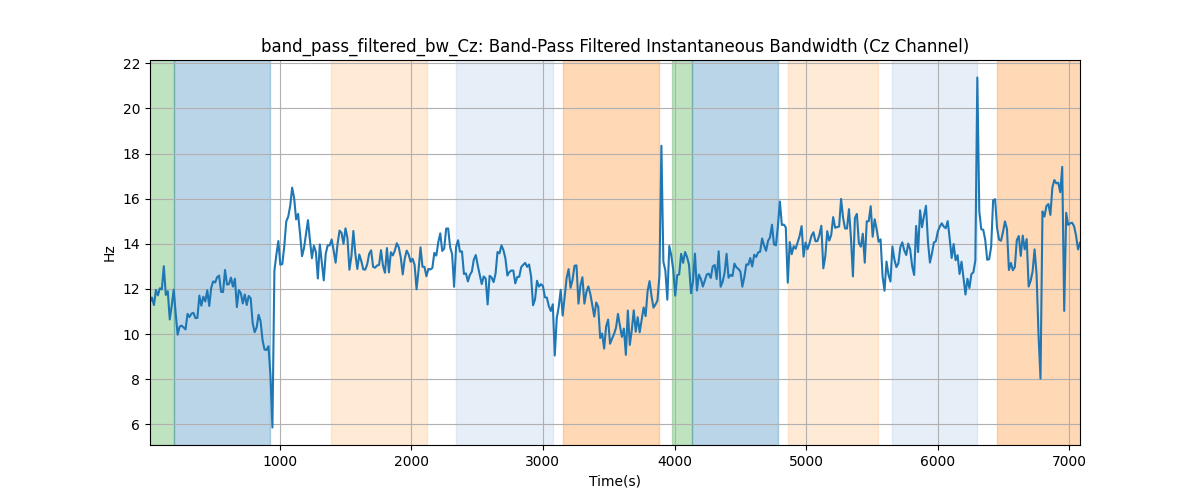 band_pass_filtered_bw_Cz: Band-Pass Filtered Instantaneous Bandwidth (Cz Channel)
22
20
18
16
14
12
10
8
6
Hz
1000 2000 3000 4000 5000 6000 7000
Time(s)